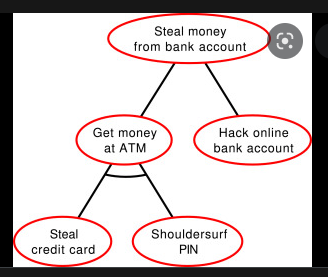 Steal money
from bank account
Get money
at ATM
Hack online
bank account
Steal
credit card
Shouldersurf
PIN